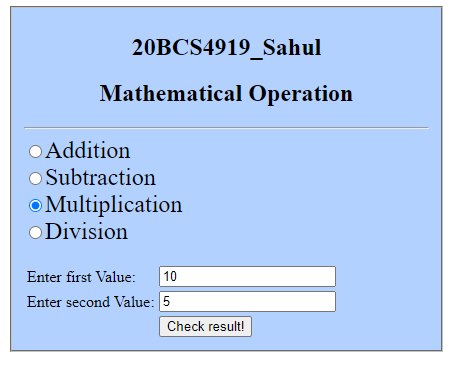 20BCS4919_Sahul
Mathematical Operation
Addition
Subtraction
Multiplication
Division
Enter first Value: 10
Enter second Value: 5
Check result!